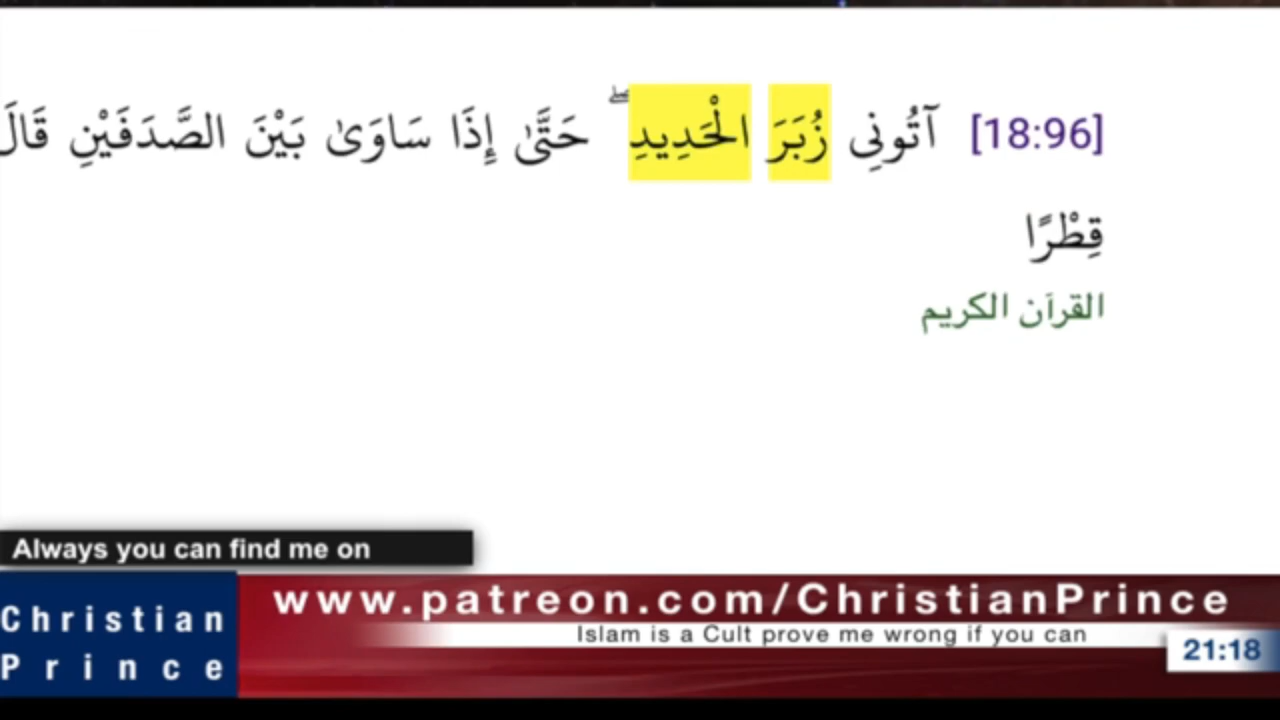 [18:96] آتُونِي زُبَرَ الْحَدِيدِ ۖ حَتَّىٰ إِذَا سَاوَىٰ بَيْنَ الصَّدَفَيْنِ قَالَ
قِطْرًا
القرآن الكريم
Always you can find me on
www.patreon.com/ChristianPrince
Islam is a Cult prove me wrong if you can
Christian
Prince
21:18